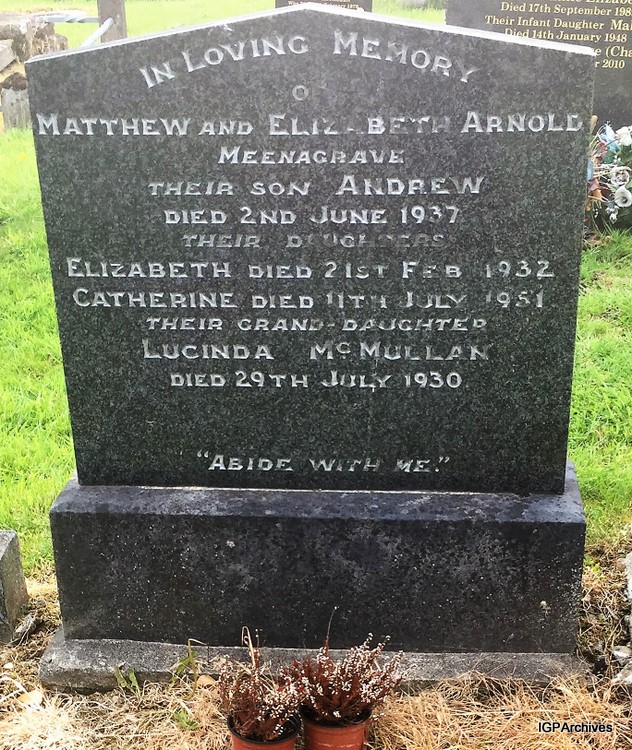 In Loving Memory
of
Matthew and Elizabeth Arnold
Meenagrave
their son Andrew
died 2nd June 1937
their daughters
Elizabeth died 21st Feb 1932
Catherine died 11th July 1951
their grand-daughter
Lucinda McMullan
died 29th July 1930
"Abide with me."
Died 17th September 198
Their Infant Daughter
Died 14th January 1948
(Cha
2010
IGPArchives